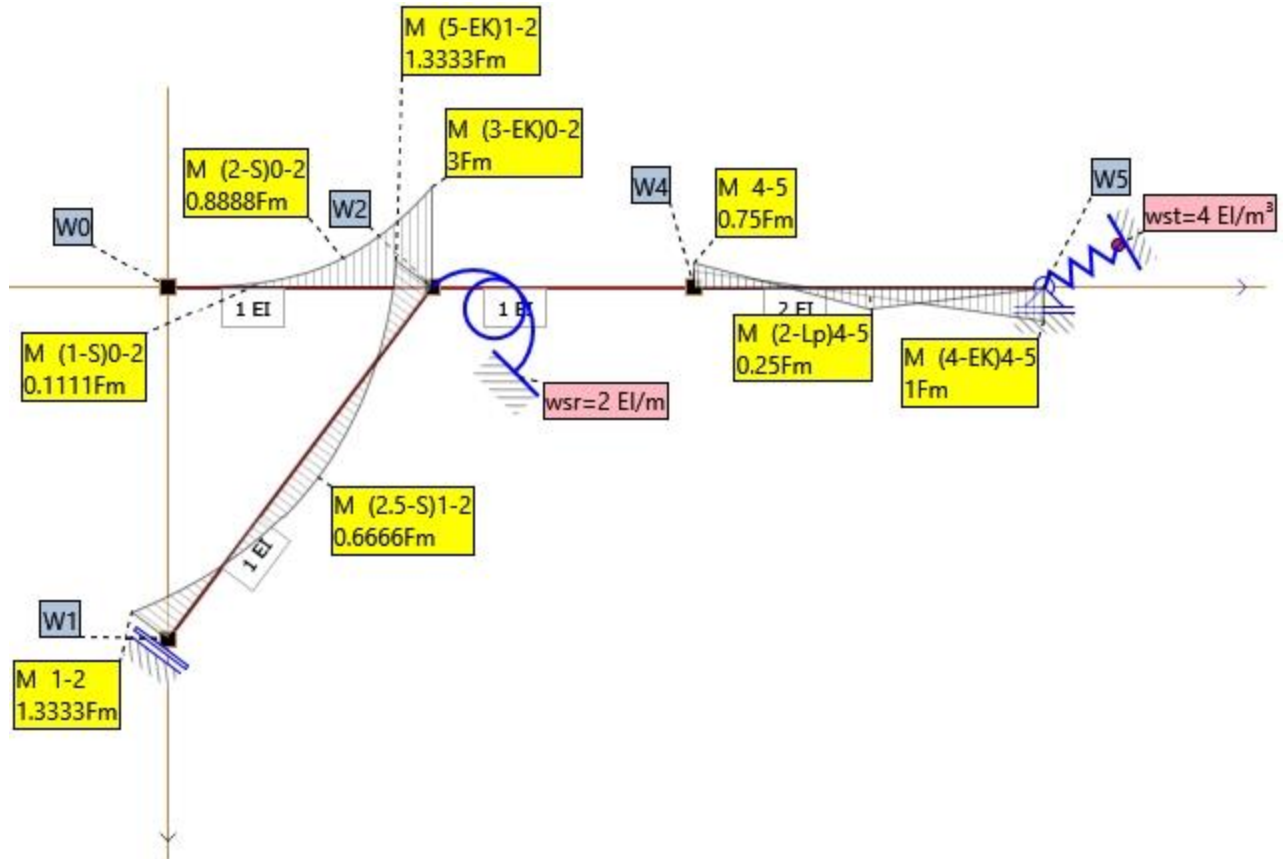 M (5-EK)1-2
1.3333Fm
M (3-EK)0-2
3Fm
M (2-S)0-2
0.8888Fm
W2
W0
W4
M 4-5
0.75Fm
W5
wst=4 EI/m³
1 EI
1 EI
2 EI
M (1-S)0-2
0.1111Fm
M (2-Lp)4-5
0.25Fm
M (4-EK)4-5
1Fm
wsr=2 EI/m
M (2.5-S)1-2
0.6666Fm
1 EI
W1
M 1-2
1.3333Fm